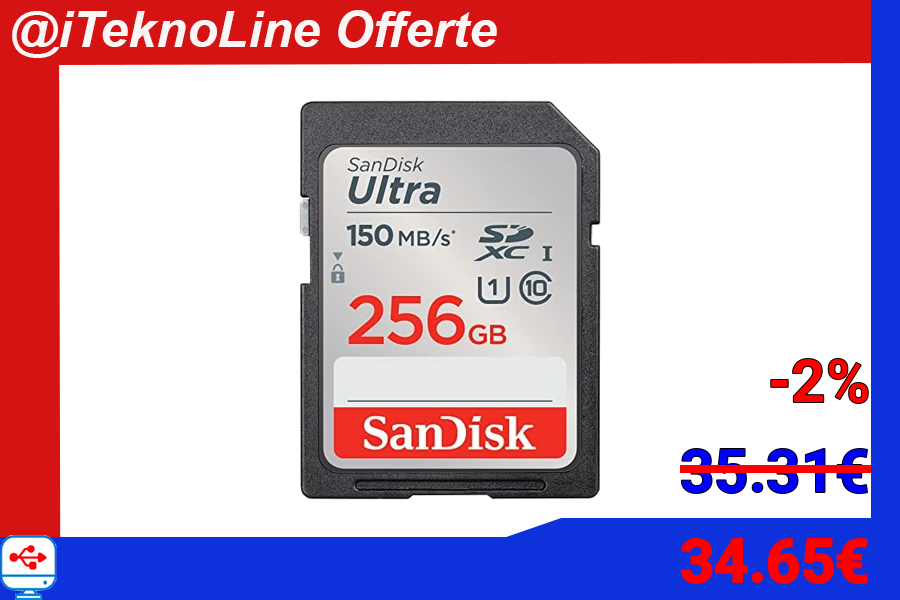 @iTeknoLine Offerte
SanDisk
Ultra
150 MB/s*
SD
XC I
1 10
256GB
SanDisk
-2%
35.31€
34.65€